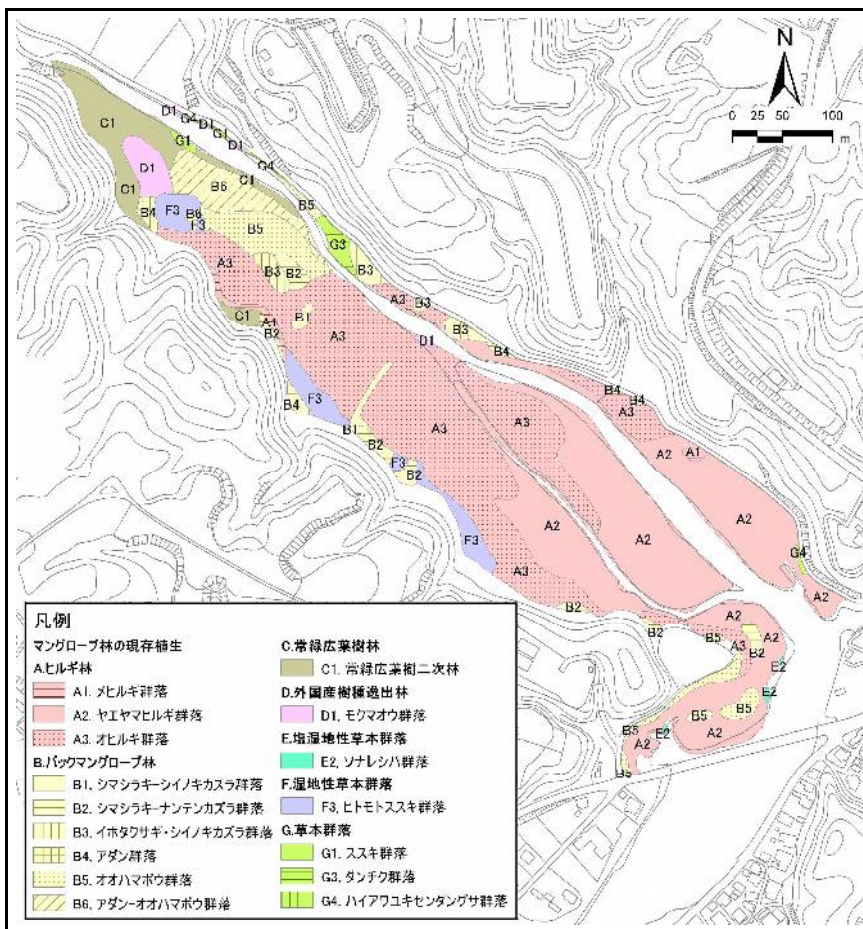 N
0 25 50 100
m
D1
G4
D1
G1
D1
C1
G1
G4
D1
C1
B6
C1
B5
B4
F3
B6
F3
B5
G3
A3
B3
B2
B3
A3
B3
C1
A1
B1
B2
A3
D1
B3
B4
F3
B4
B4
B4
A3
A3
A3
B1
B2
A2
A1
F3
B2
A2
A2
A2
F3
G4
A3
A2
B2
A2
B2
B5
A3
A2
B2
E2
E2
B5
B5
B5
A2
E2
A2
B5
凡例
マングローブ林の現存植生
A.ヒルギ林
A1. メヒルギ群落
A2. ヤエヤマヒルギ群落
A3. オヒルギ群落
B.バックマングローブ林
B1. シマシラキーシイノキカズラ群落
B2. シマシラキーナンテンカズラ群落
B3. イボタクサギ・シイノキカズラ群落
B4. アダン群落
B5. オオハマボウ群落
B6. アダンーオオハマボウ群落
C.常緑広葉樹林
C1. 常緑広葉樹二次林
D.外国産樹種逸出林
D1. モクマオウ群落
E.塩湿地性草本群落
E2. ソナレシバ群落
F.湿地性草本群落
F3. ヒトモトススキ群落
G.草本群落
G1. ススキ群落
G3. ダンチク群落
G4. ハイアワユキセンダングサ群落